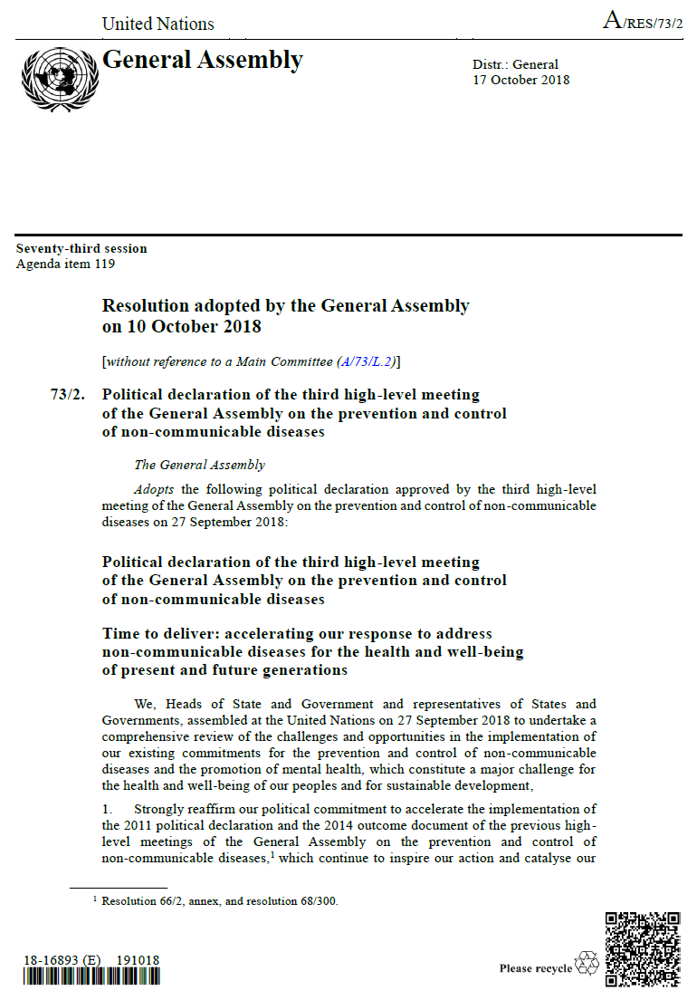 United Nations
A/RES/73/2
General Assembly
Distr.: General
17 October 2018
Seventy-third session
Agenda item 119
Resolution adopted by the General Assembly
on 10 October 2018
[without reference to a Main Committee (A/73/L.2)]
73/2. Political declaration of the third high-level meeting
of the General Assembly on the prevention and control
of non-communicable diseases
The General Assembly
Adopts the following political declaration approved by the third high-level
meeting of the General Assembly on the prevention and control of non-communicable
diseases on 27 September 2018:
Political declaration of the third high-level meeting
of the General Assembly on the prevention and control
of non-communicable diseases
Time to deliver: accelerating our response to address
non-communicable diseases for the health and well-being
of present and future generations
We, Heads of State and Government and representatives of States and
Governments, assembled at the United Nations on 27 September 2018 to undertake a
comprehensive review of the challenges and opportunities in the implementation of
our existing commitments for the prevention and control of non-communicable
diseases and the promotion of mental health, which constitute a major challenge for
the health and well-being of our peoples and for sustainable development,
1. Strongly reaffirm our political commitment to accelerate the implementation of
the 2011 political declaration and the 2014 outcome document of the previous high-
level meetings of the General Assembly on the prevention and control of
non-communicable diseases,1 which continue to inspire our action and catalyse our
1 Resolution 66/2, annex, and resolution 68/300.
18-16893 (E) 191018
Please recycle